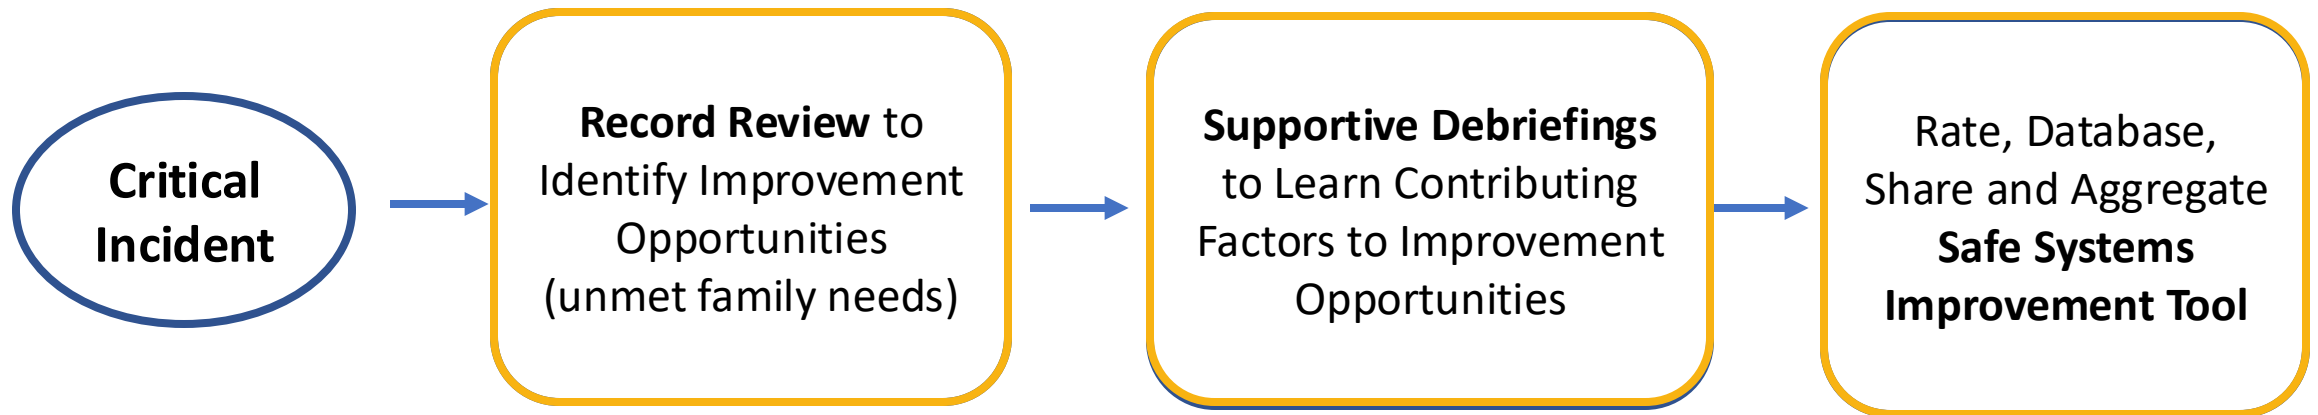 Critical
Incident
Record Review to
Identify Improvement
Opportunities
(unmet family needs)
Supportive Debriefings
to Learn Contributing
Factors to Improvement
Opportunities
Rate, Database,
Share and Aggregate
Safe Systems
Improvement Tool